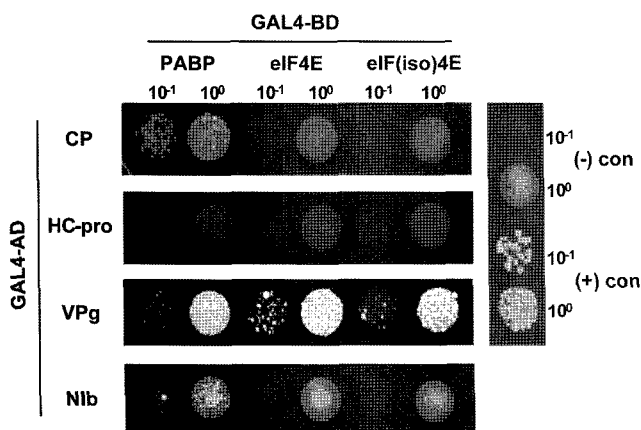 GAL4-BD
PABP eIF4E eIF(iso)4E
10⁻¹ 10⁰ 10⁻¹ 10⁰ 10⁻¹ 10⁰
GAL4-AD
CP
HC-pro
VPg
NIb
10⁻¹
(-) con
10⁰
10⁻¹
(+) con
10⁰